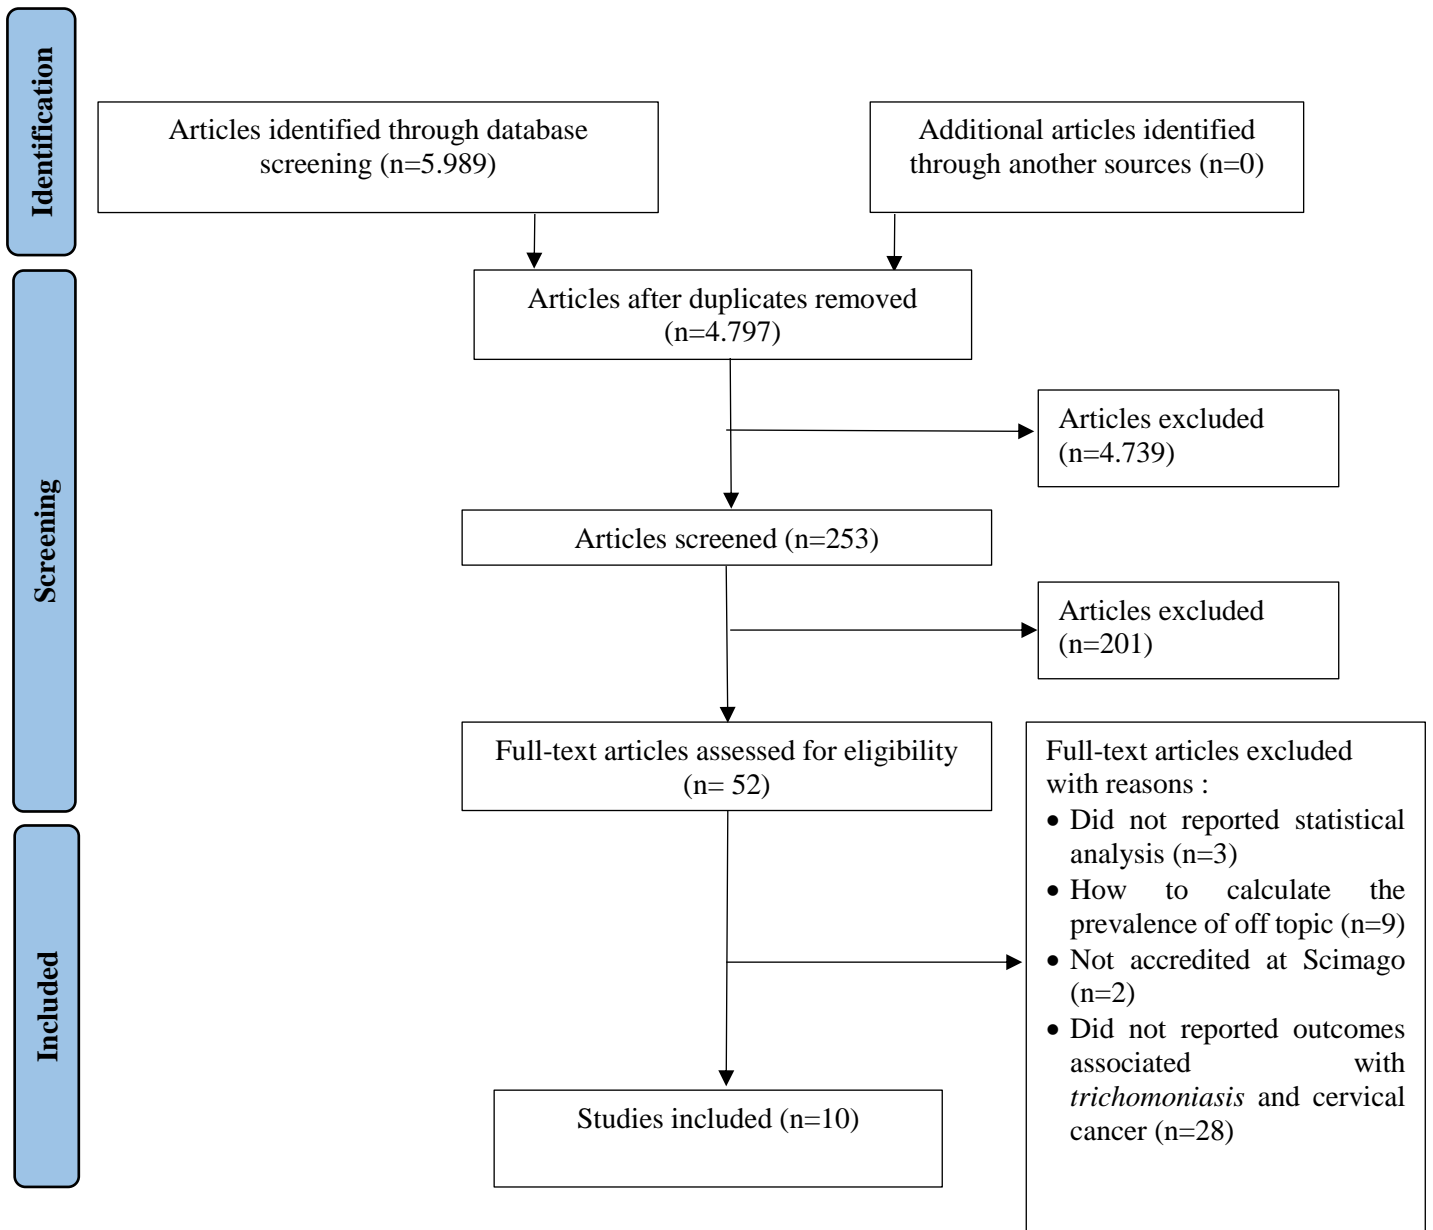 Identification
Articles identified through database
screening (n=5.989)
Additional articles identified
through another sources (n=0)
Screening
Articles after duplicates removed
(n=4.797)
Articles excluded
(n=4.739)
Articles screened (n=253)
Articles excluded
(n=201)
Full-text articles assessed for eligibility
(n= 52)
Full-text articles excluded
with reasons :
• Did not reported statistical
analysis (n=3)
• How to calculate the
prevalence of off topic (n=9)
• Not accredited at Scimago
(n=2)
• Did not reported outcomes
associated with
trichomoniasis and cervical
cancer (n=28)
Included
Studies included (n=10)